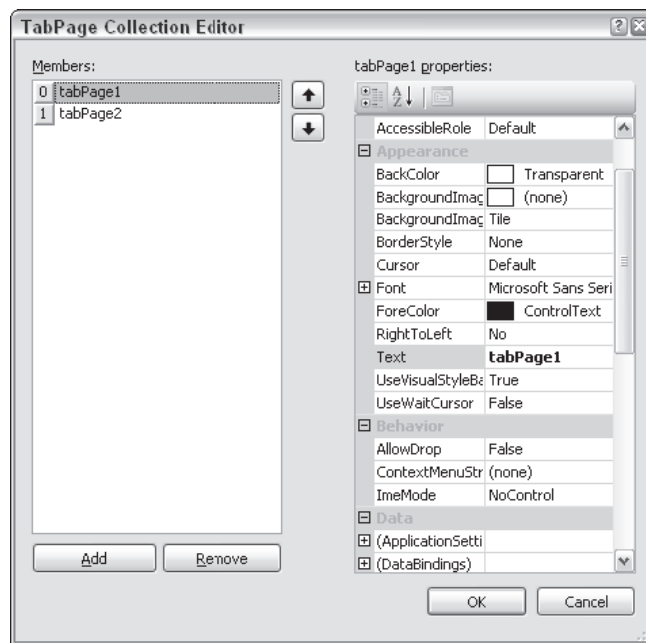 TabPage Collection Editor
Members:
0 tabPage1
1 tabPage2
Add Remove
tabPage1 properties:
AccessibleRole Default
Appearance
BackColor Transparent
BackgroundImag (none)
BackgroundImag Tile
BorderStyle None
Cursor Default
Font Microsoft Sans Seri
ForeColor ControlText
RightToLeft No
Text tabPage1
UseVisualStyleBa True
UseWaitCursor False
Behavior
AllowDrop False
ContextMenuStr (none)
ImeMode NoControl
Data
(ApplicationSetti
(DataBindings)
OK Cancel